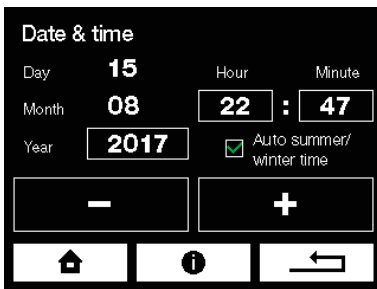 Date & time
Day 15 Hour Minute
Month 08 22 : 47
Year 2017 Auto summer/
winter time
− +
i